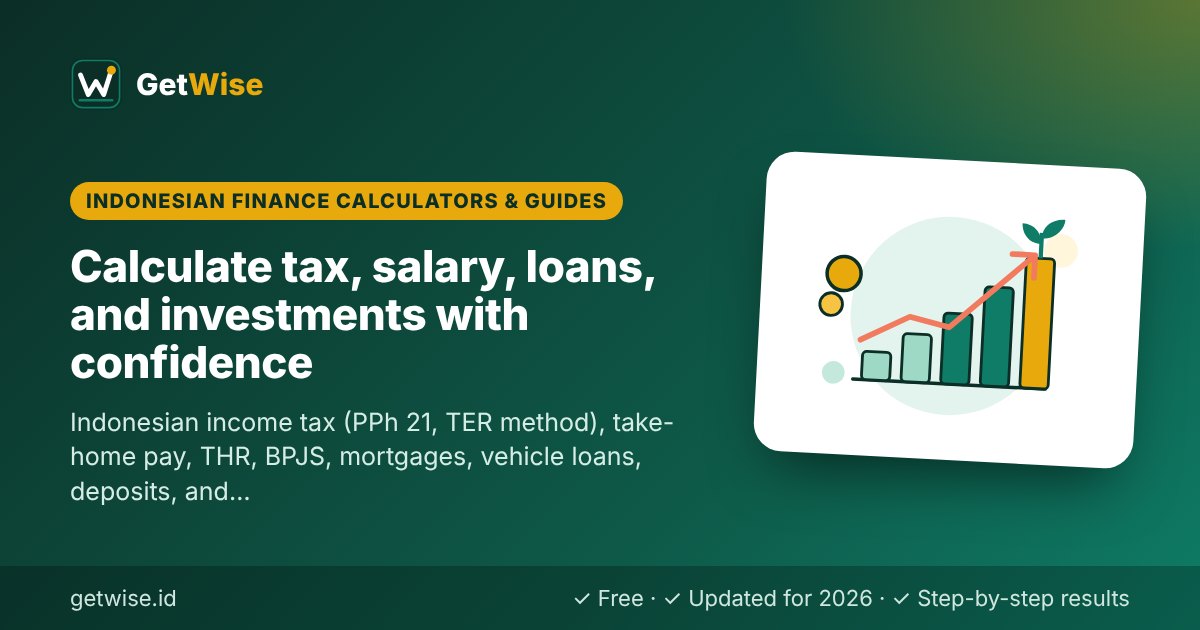 GetWise
INDONESIAN FINANCE CALCULATORS & GUIDES
Calculate tax, salary, loans,
and investments with
confidence
Indonesian income tax (PPh 21, TER method), take-
home pay, THR, BPJS, mortgages, vehicle loans,
deposits, and...
getwise.id
✓ Free · ✓ Updated for 2026 · ✓ Step-by-step results